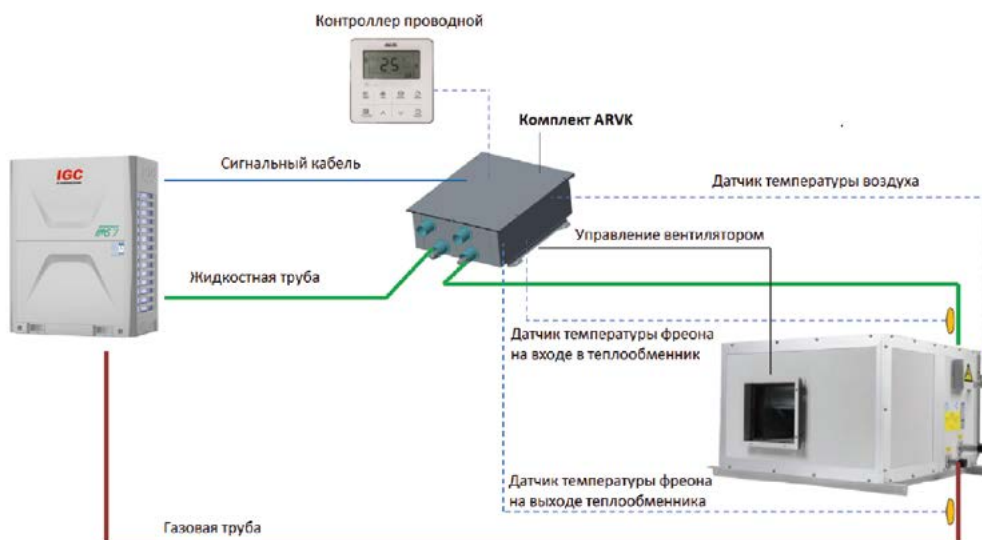 Контроллер проводной
25
Комплект ARVK
IGC
Сигнальный кабель
Датчик температуры воздуха
Управление вентилятором
Жидкостная труба
Датчик температуры фреона
на входе в теплообменник
Датчик температуры фреона
на выходе теплообменника
Газовая труба